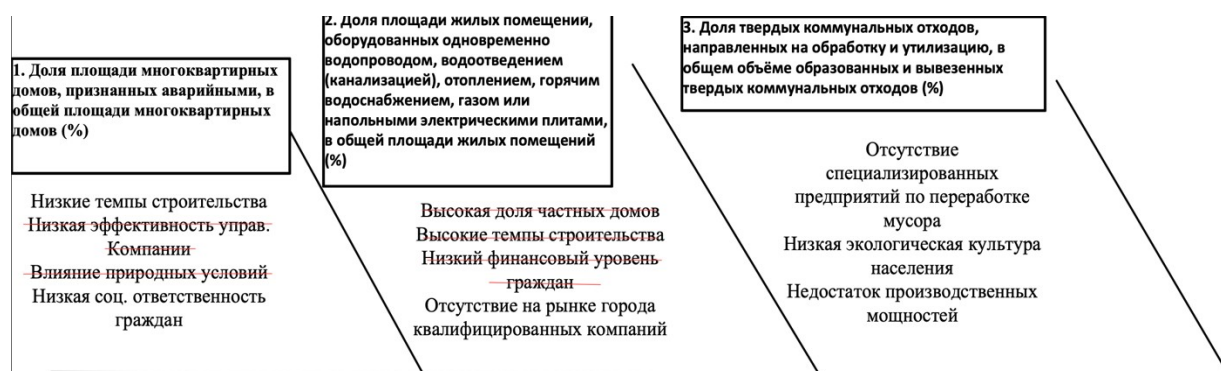 1. Доля площади многоквартирных
домов, признанных аварийными, в
общей площади многоквартирных
домов (%)
Низкие темпы строительства
Низкая эффективность управ.
Компании
Влияние природных условий
Низкая соц. ответственность
граждан
2. Доля площади жилых помещений,
оборудованных одновременно
водопроводом, водоотведением
(канализацией), отоплением, горячим
водоснабжением, газом или
напольными электрическими плитами,
в общей площади жилых помещений
(%)
Высокая доля частных домов
Высокие темпы строительства
Низкий финансовый уровень
граждан
Отсутствие на рынке города
квалифицированных компаний
3. Доля твердых коммунальных отходов,
направленных на обработку и утилизацию, в
общем объёме образованных и вывезенных
твердых коммунальных отходов (%)
Отсутствие
специализированных
предприятий по переработке
мусора
Низкая экологическая культура
населения
Недостаток производственных
мощностей